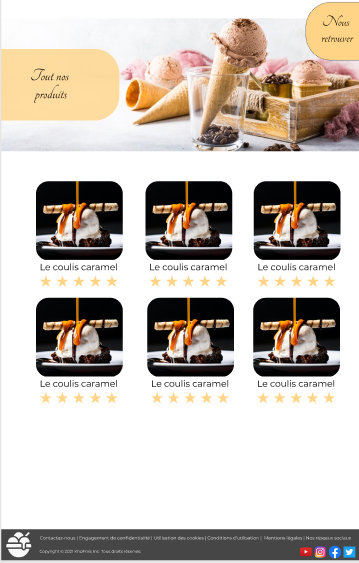 Nous
retrouver
Tout nos
produits
Le coulis caramel
Le coulis caramel
Le coulis caramel
Le coulis caramel
Le coulis caramel
Le coulis caramel
Contactez-nous | Engagement de confidentialité | Utilisation des cookies | Conditions d'utilisation | Mentions légales | Nos réseaux sociaux
Copyright © 2021 Inc. Tous droits réservés.